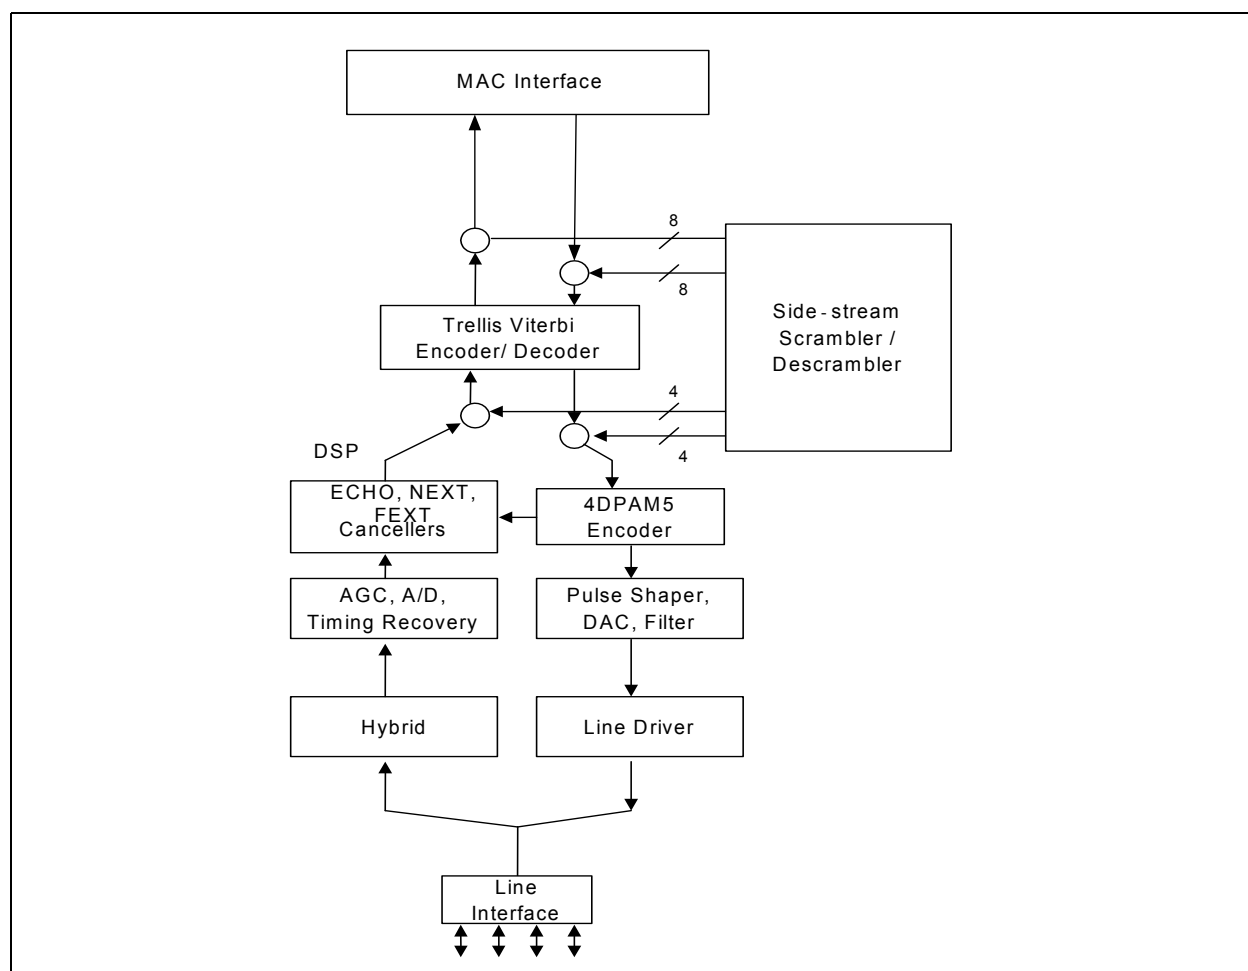 MAC Interface
8
8
Side-stream
Scrambler /
Descrambler
Trellis Viterbi
Encoder/ Decoder
4
4
DSP
ECHO, NEXT,
FEXT
Cancellers
4DPAM5
Encoder
AGC, A/D,
Timing Recovery
Pulse Shaper,
DAC, Filter
Hybrid
Line Driver
Line
Interface